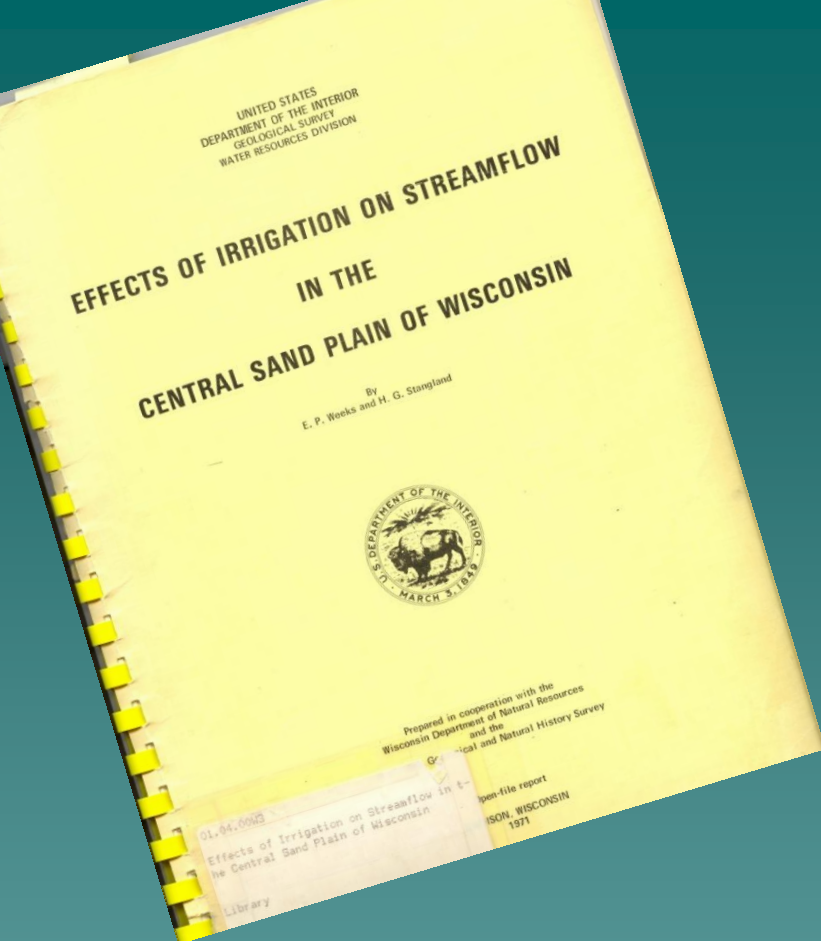 UNITED STATES
DEPARTMENT OF THE INTERIOR
GEOLOGICAL SURVEY
WATER RESOURCES DIVISION
EFFECTS OF IRRIGATION ON STREAMFLOW
IN THE
CENTRAL SAND PLAIN OF WISCONSIN
By
E. P. Weeks and H. G. Stangland
U.S. DEPARTMENT OF THE INTERIOR
MARCH 3, 1849
Prepared in cooperation with the
Wisconsin Department of Natural Resources
and the
ical and Natural History Survey
pen-file report
ISON, WISCONSIN
1971
Effects of Irrigation on Streamflow in t-
he Central Sand Plain of Wisconsin
Library